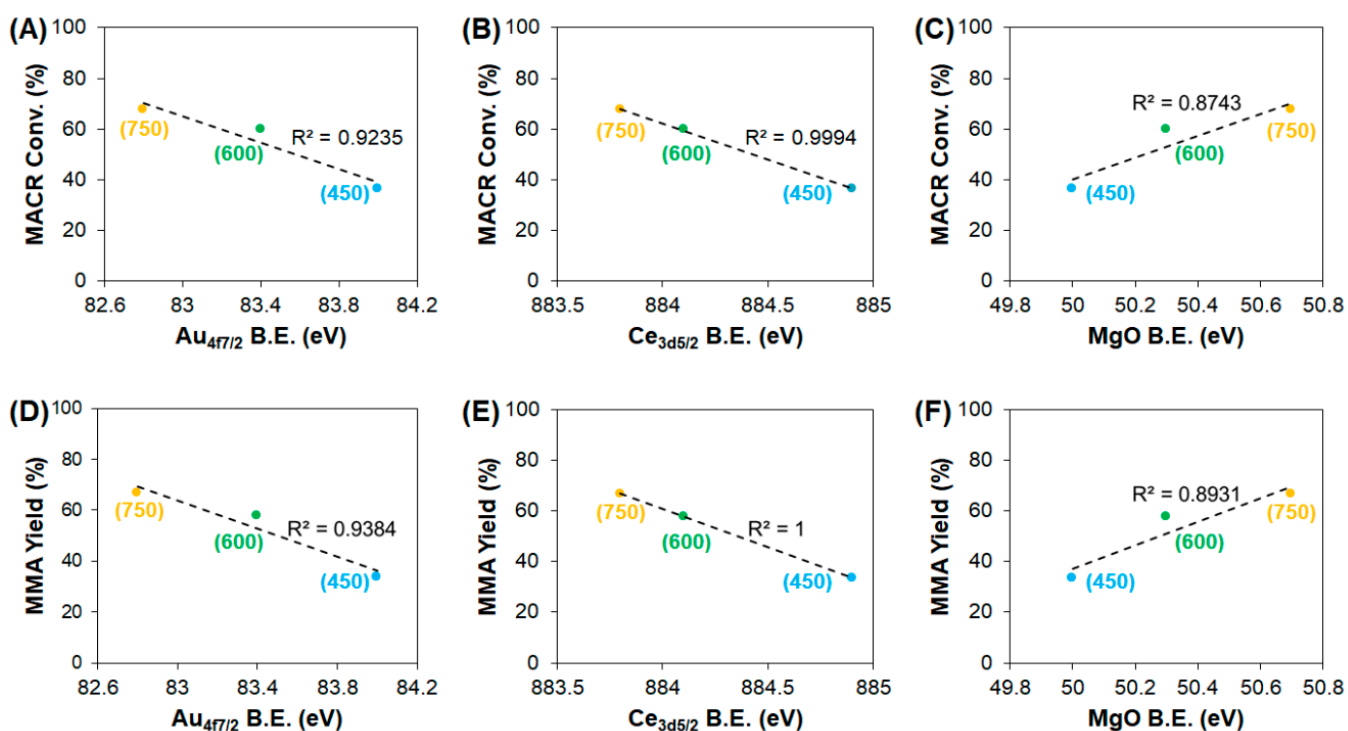 (A)
MACR Conv. (%)
100
80
60
40
20
0
(750)
(600)
(450)
R² = 0.9235
82.6 83 83.4 83.8 84.2
Au4f7/2 B.E. (eV)
(B)
MACR Conv. (%)
100
80
60
40
20
0
(750)
(600)
(450)
R² = 0.9994
883.5 884 884.5 885
Ce3d5/2 B.E. (eV)
(C)
MACR Conv. (%)
100
80
60
40
20
0
R² = 0.8743
(750)
(600)
(450)
49.8 50 50.2 50.4 50.6 50.8
MgO B.E. (eV)
(D)
MMA Yield (%)
100
80
60
40
20
0
(750)
(600)
(450)
R² = 0.9384
82.6 83 83.4 83.8 84.2
Au4f7/2 B.E. (eV)
(E)
MMA Yield (%)
100
80
60
40
20
0
(750)
(600)
(450)
R² = 1
883.5 884 884.5 885
Ce3d5/2 B.E. (eV)
(F)
MMA Yield (%)
100
80
60
40
20
0
R² = 0.8931
(750)
(600)
(450)
49.8 50 50.2 50.4 50.6 50.8
MgO B.E. (eV)